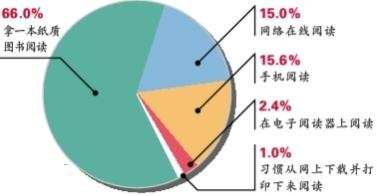 66.0%
拿一本纸质
图书阅读
15.0%
网络在线阅读
15.6%
手机阅读
2.4%
在电子阅读器上阅读
1.0%
习惯从网上下载并打
印下来阅读